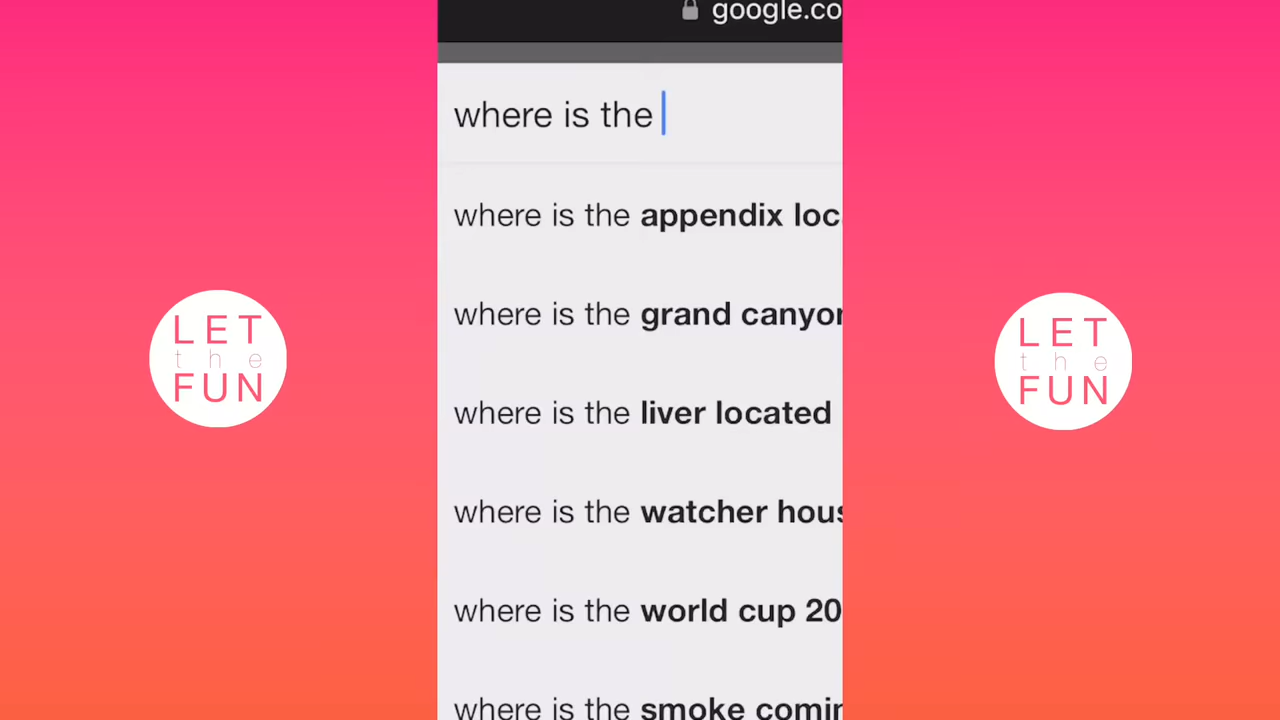 google.co
where is the
where is the appendix loc
where is the grand canyon
where is the liver located
where is the watcher hous
where is the world cup 20
where is the smoke comin
LET
the
FUN
LET
the
FUN